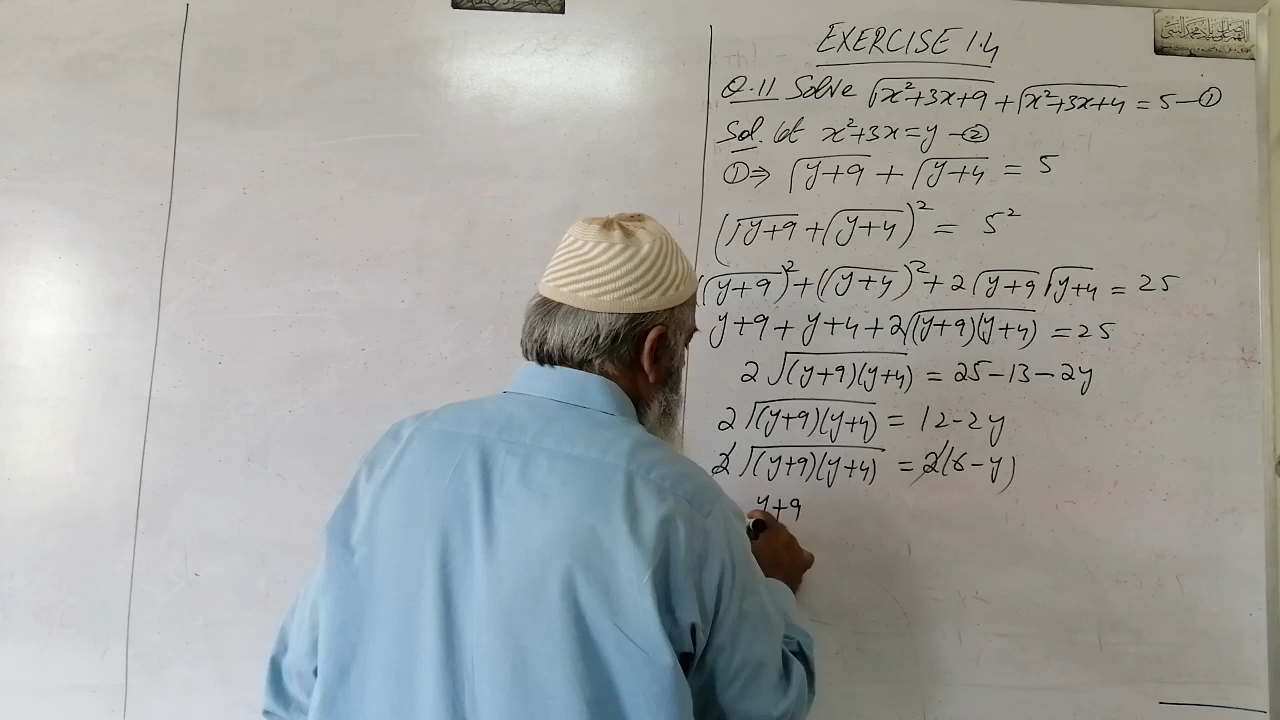 EXERCISE 1.4
Q.11 Solve √(x²+3x+9) + √(x²+3x+4) = 5 —①
Sol. let x²+3x = y —②
①⇒ √(y+9) + √(y+4) = 5
(√(y+9) + √(y+4))² = 5²
(√(y+9))² + (√(y+4))² + 2√(y+9) √(y+4) = 25
y+9 + y+4 + 2√((y+9)(y+4)) = 25
2√((y+9)(y+4)) = 25-13-2y
2√((y+9)(y+4)) = 12-2y
2√((y+9)(y+4)) = 2(6-y)
y+9